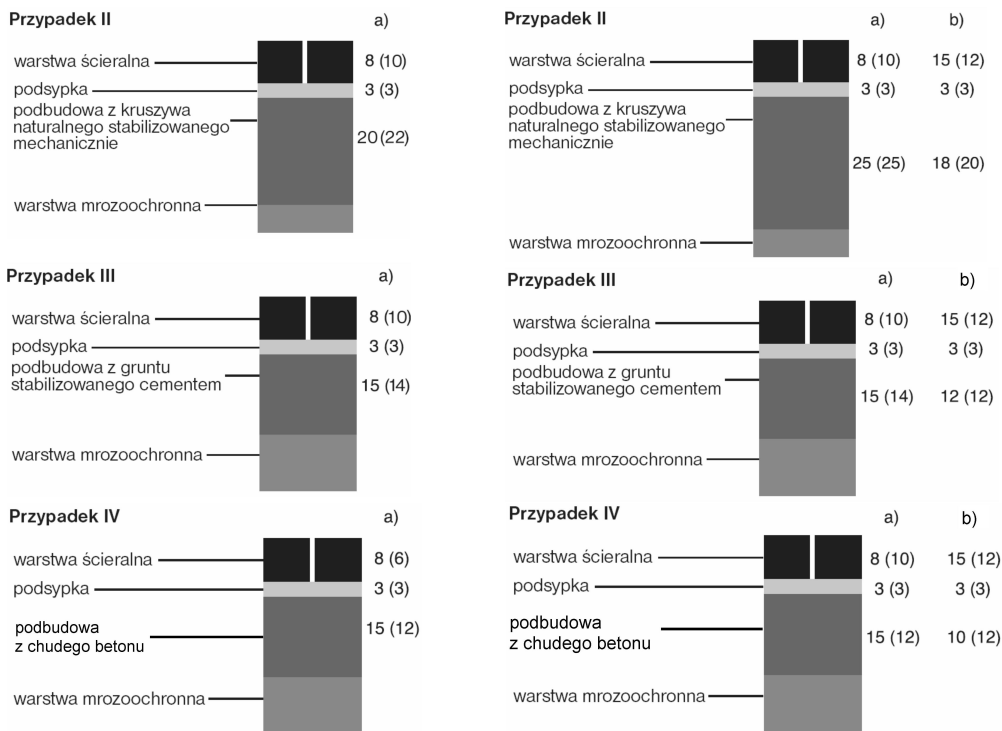 Przypadek II a)
warstwa ścieralna 8 (10)
podsypka 3 (3)
podbudowa z kruszywa
naturalnego stabilizowanego
mechanicznie 20 (22)
warstwa mrozoochronna
Przypadek III a)
warstwa ścieralna 8 (10)
podsypka 3 (3)
podbudowa z gruntu
stabilizowanego cementem 15 (14)
warstwa mrozoochronna
Przypadek IV a)
warstwa ścieralna 8 (6)
podsypka 3 (3)
podbudowa 15 (12)
z chudego betonu
warstwa mrozoochronna
Przypadek II a) b)
warstwa ścieralna 8 (10) 15 (12)
podsypka 3 (3) 3 (3)
podbudowa z kruszywa
naturalnego stabilizowanego
mechanicznie
25 (25) 18 (20)
warstwa mrozoochronna
Przypadek III a) b)
warstwa ścieralna 8 (10) 15 (12)
podsypka 3 (3) 3 (3)
podbudowa z gruntu
stabilizowanego cementem
15 (14) 12 (12)
warstwa mrozoochronna
Przypadek IV a) b)
warstwa ścieralna 8 (10) 15 (12)
podsypka 3 (3) 3 (3)
podbudowa
z chudego betonu 15 (12) 10 (12)
warstwa mrozoochronna